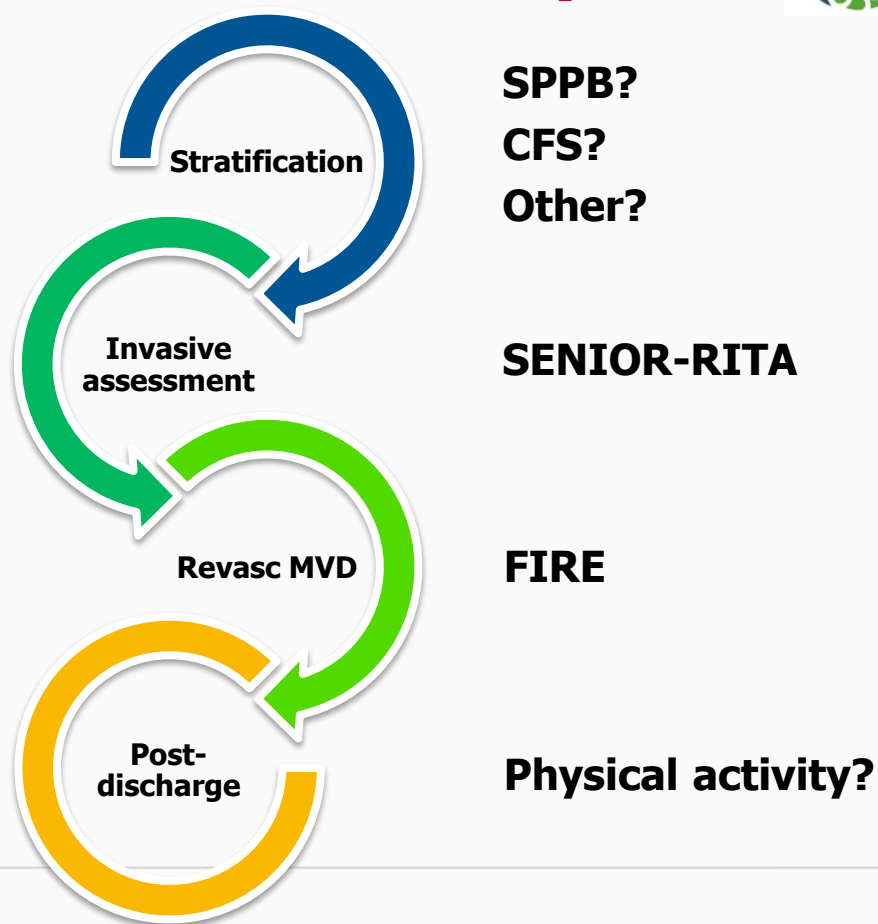 Stratification
SPPB?
CFS?
Other?
Invasive
assessment
SENIOR-RITA
Revasc MVD
FIRE
Post-
discharge
Physical activity?